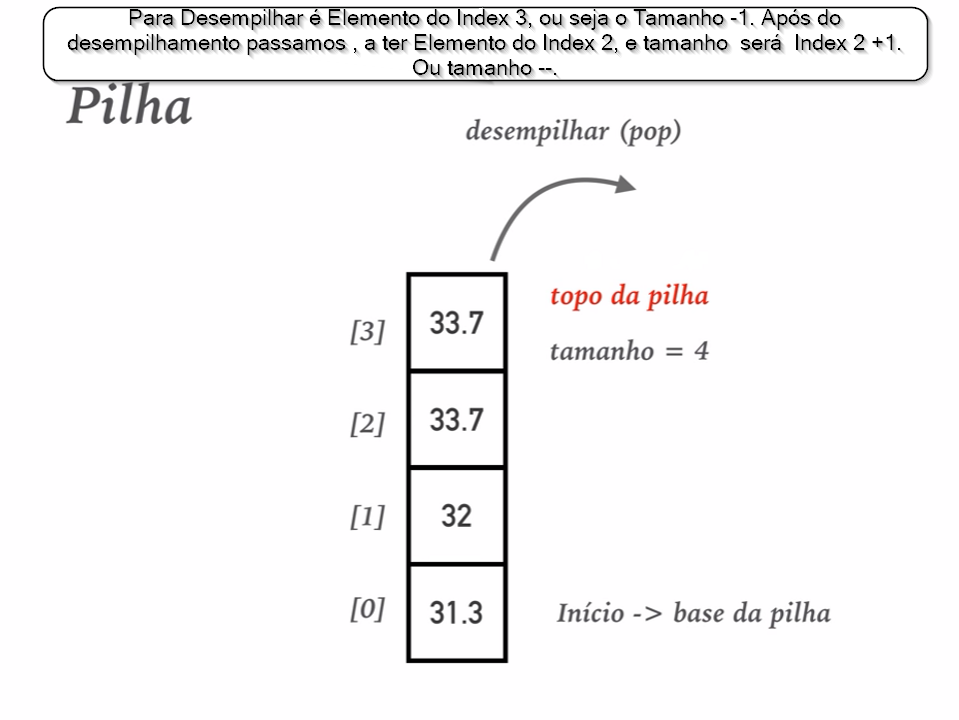 Para Desempilhar é Elemento do Index 3, ou seja o Tamanho -1. Após do
desempilhamento passamos , a ter Elemento do Index 2, e tamanho  será  Index 2 +1.
Ou tamanho --.
Pilha
desempilhar (pop)
topo da pilha
[3] 33.7
tamanho = 4
[2] 33.7
[1] 32
[0] 31.3 Início -> base da pilha